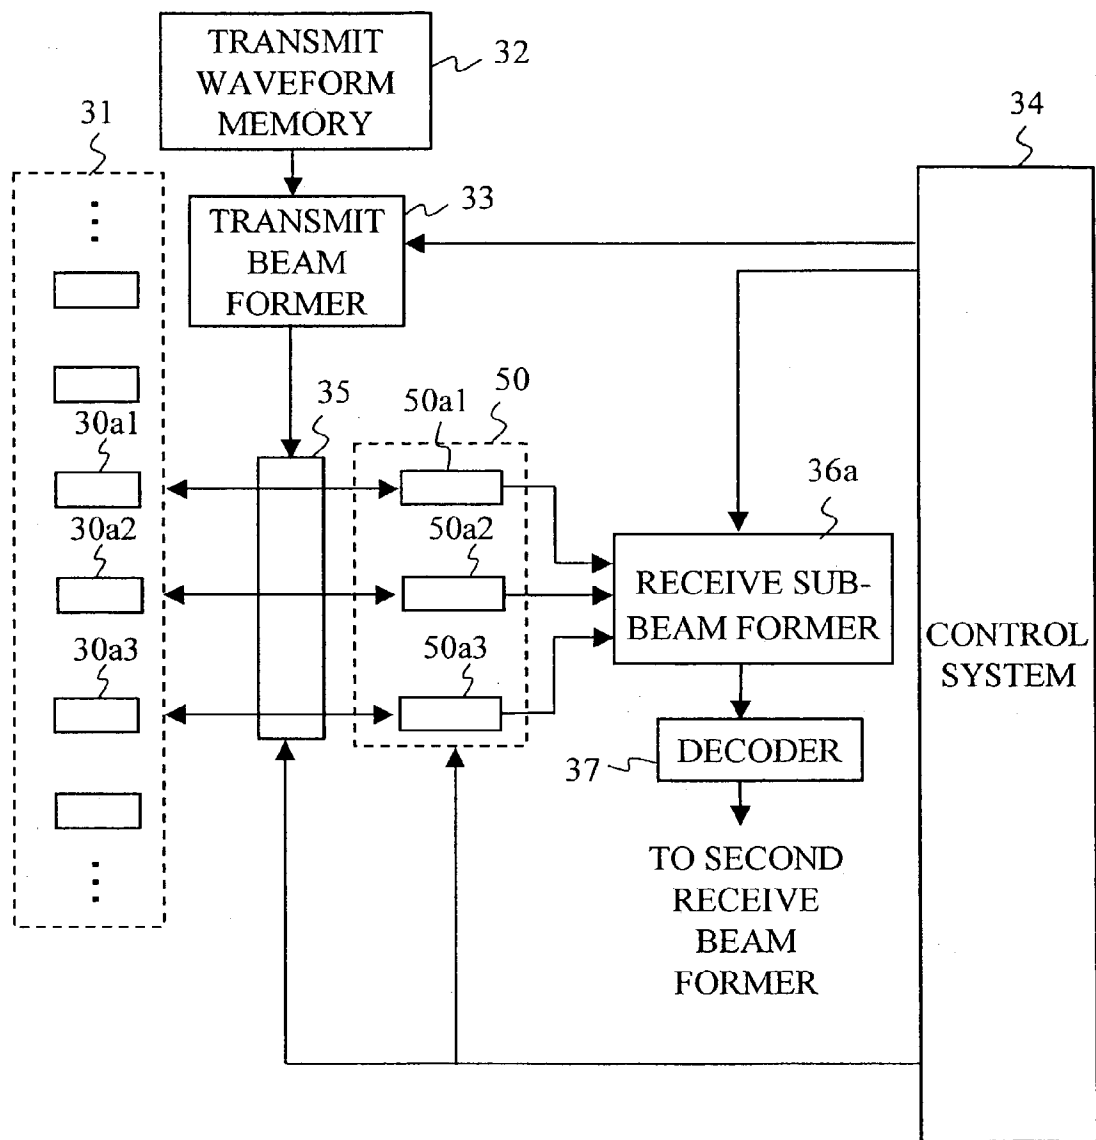 TRANSMIT
WAVEFORM
MEMORY
32
31
34
TRANSMIT
BEAM
FORMER
33
35
50a1
50
30a1
36a
30a2
50a2
RECEIVE SUB-
BEAM FORMER
30a3
50a3
CONTROL
SYSTEM
DECODER
37
TO SECOND
RECEIVE
BEAM
FORMER